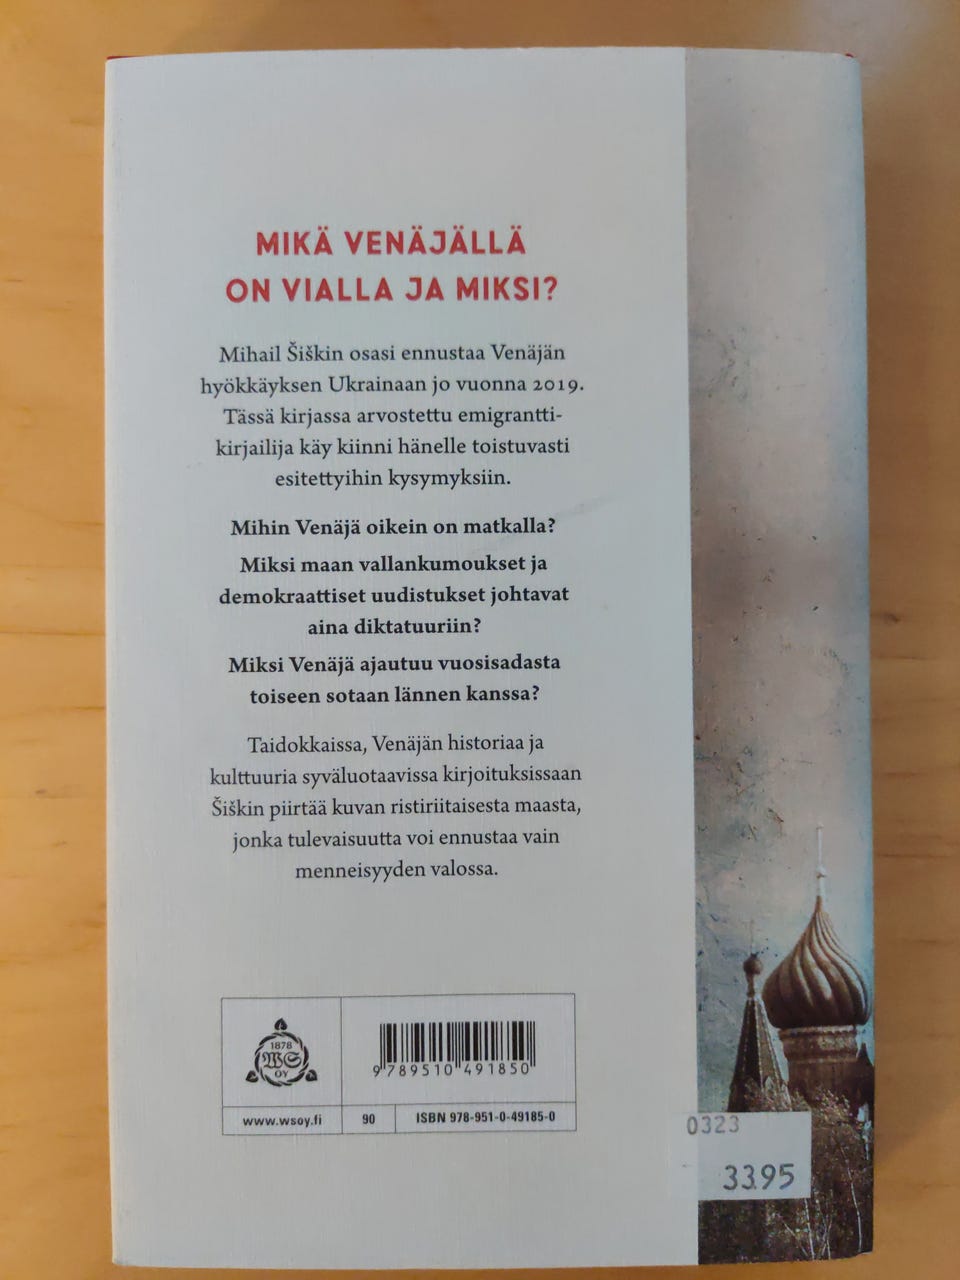 MIKÄ VENÄJÄLLÄ
ON VIALLA JA MIKSI?
Mihail Šiškin osasi ennustaa Venäjän
hyökkäyksen Ukrainaan jo vuonna 2019.
Tässä kirjassa arvostettu emigrantti-
kirjailija käy kiinni hänelle toistuvasti
esitettyihin kysymyksiin.
Mihin Venäjä oikein on matkalla?
Miksi maan vallankumoukset ja
demokraattiset uudistukset johtavat
aina diktatuuriin?
Miksi Venäjä ajautuu vuosisadasta
toiseen sotaan lännen kanssa?
Taidokkaissa, Venäjän historiaa ja
kulttuuria syväluotaavissa kirjoituksissaan
Šiškin piirtää kuvan ristiriitaisesta maasta,
jonka tulevaisuutta voi ennustaa vain
menneisyyden valossa.
1878
WS
OY
9 789510 491850
www.wsoy.fi
90
ISBN 978-951-0-49185-0
0323
33.95